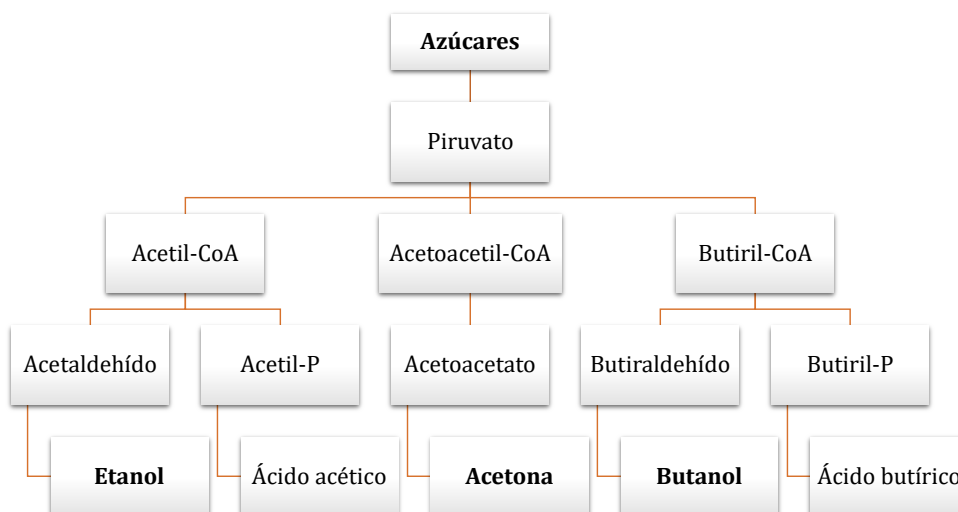 Azúcares
Piruvato
Acetil-CoA
Acetoacetil-CoA
Butiril-CoA
Acetaldehído
Acetil-P
Acetoacetato
Butiraldehído
Butiril-P
Etanol
Ácido acético
Acetona
Butanol
Ácido butírico